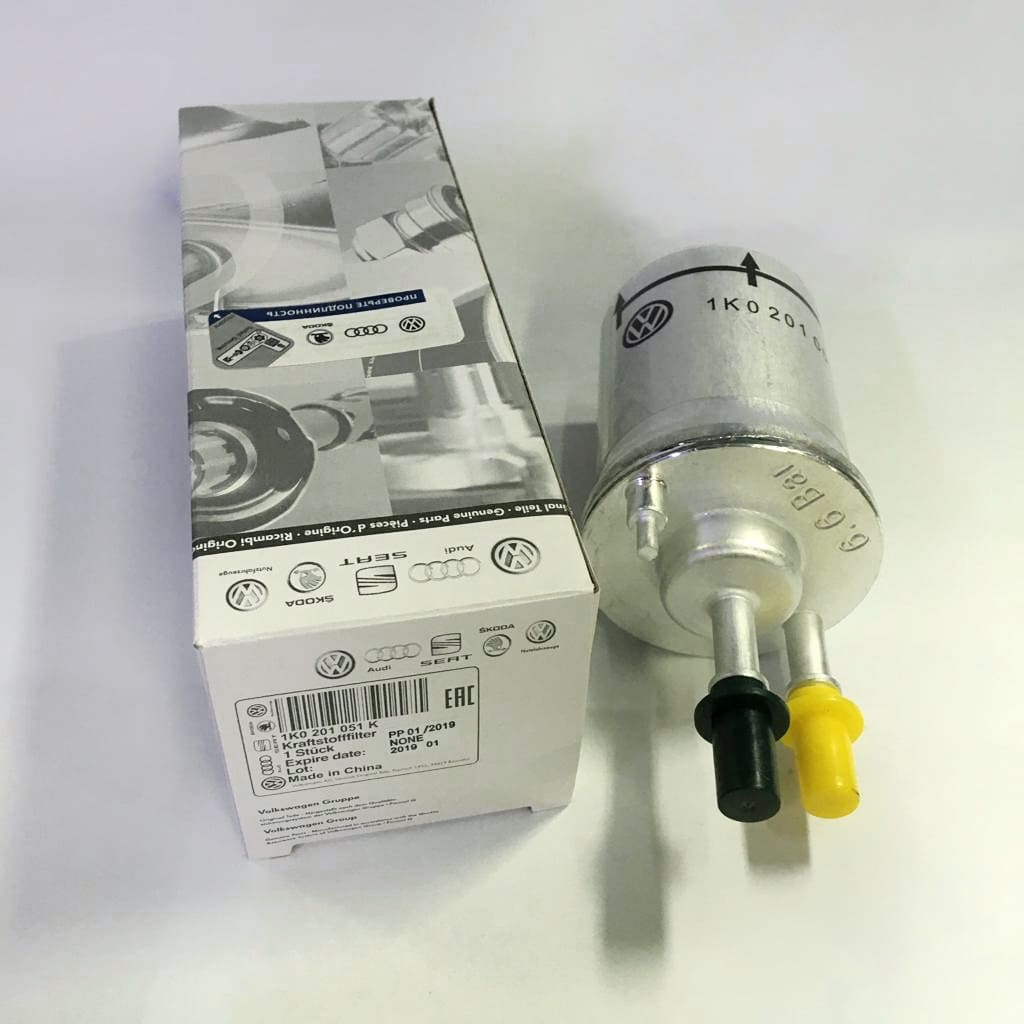 ПРОВЕРЬТЕ ПОДЛИННОСТЬ
ŠKODA
inal Teile · Genuine Parts · Pièces d'Origine · Ricambi Origin
Nutzfahrzeuge
ŠKODA
SEAT
Audi
Audi
SEAT
ŠKODA
Nutzfahrzeuge
EAC
1K0 201 051 K
Kraftstofffilter PP 01/2019
1 Stück NONE
Expire date: 2019 01
Lot:
Made in China
Volkswagen Gruppe
Volkswagen Group
1K0 201 0
6,6 Bar